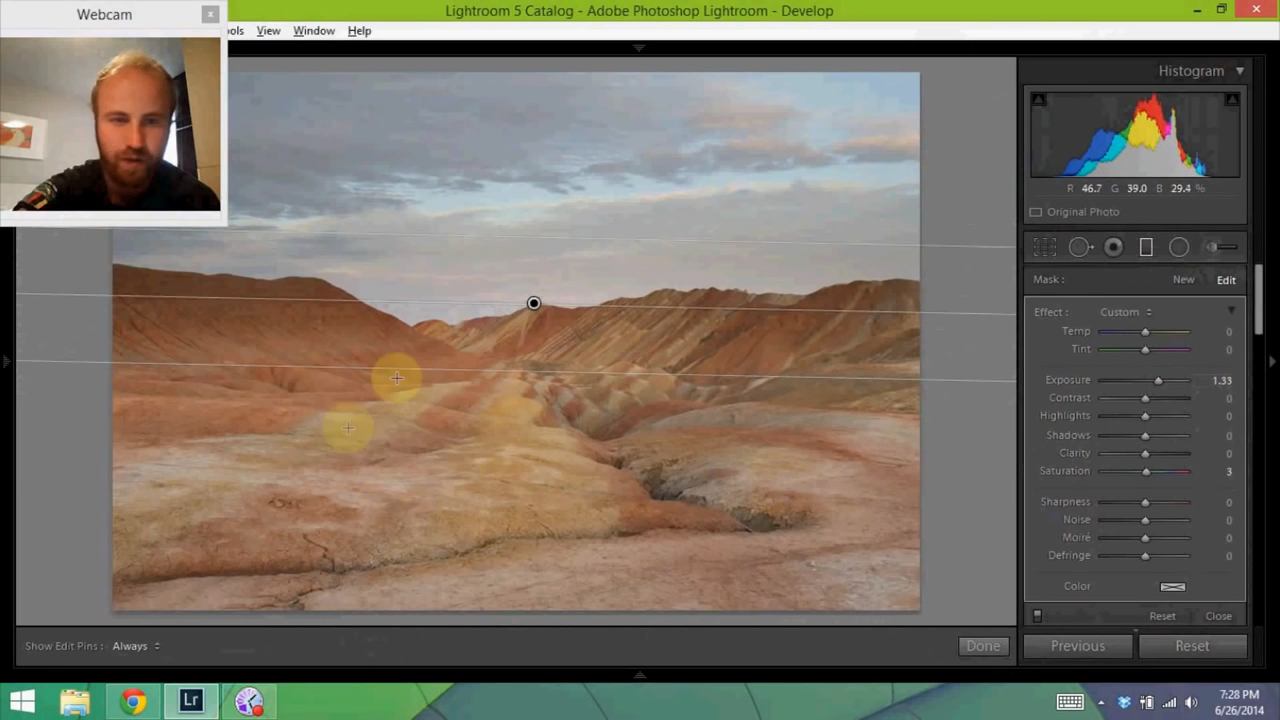 Webcam x Lightroom 5 Catalog - Adobe Photoshop Lightroom - Develop
ols View Window Help
Histogram
R 46.7 G 39.0 B 29.4 %
Original Photo
Mask : New Edit
Effect : Custom
Temp 0
Tint 0
Exposure 1.33
Contrast 0
Highlights 0
Shadows 0
Clarity 0
Saturation 3
Sharpness 0
Noise 0
Moiré 0
Defringe 0
Color
Reset Close
Show Edit Pins : Always Done Previous Reset
Lr 7:28 PM
6/26/2014